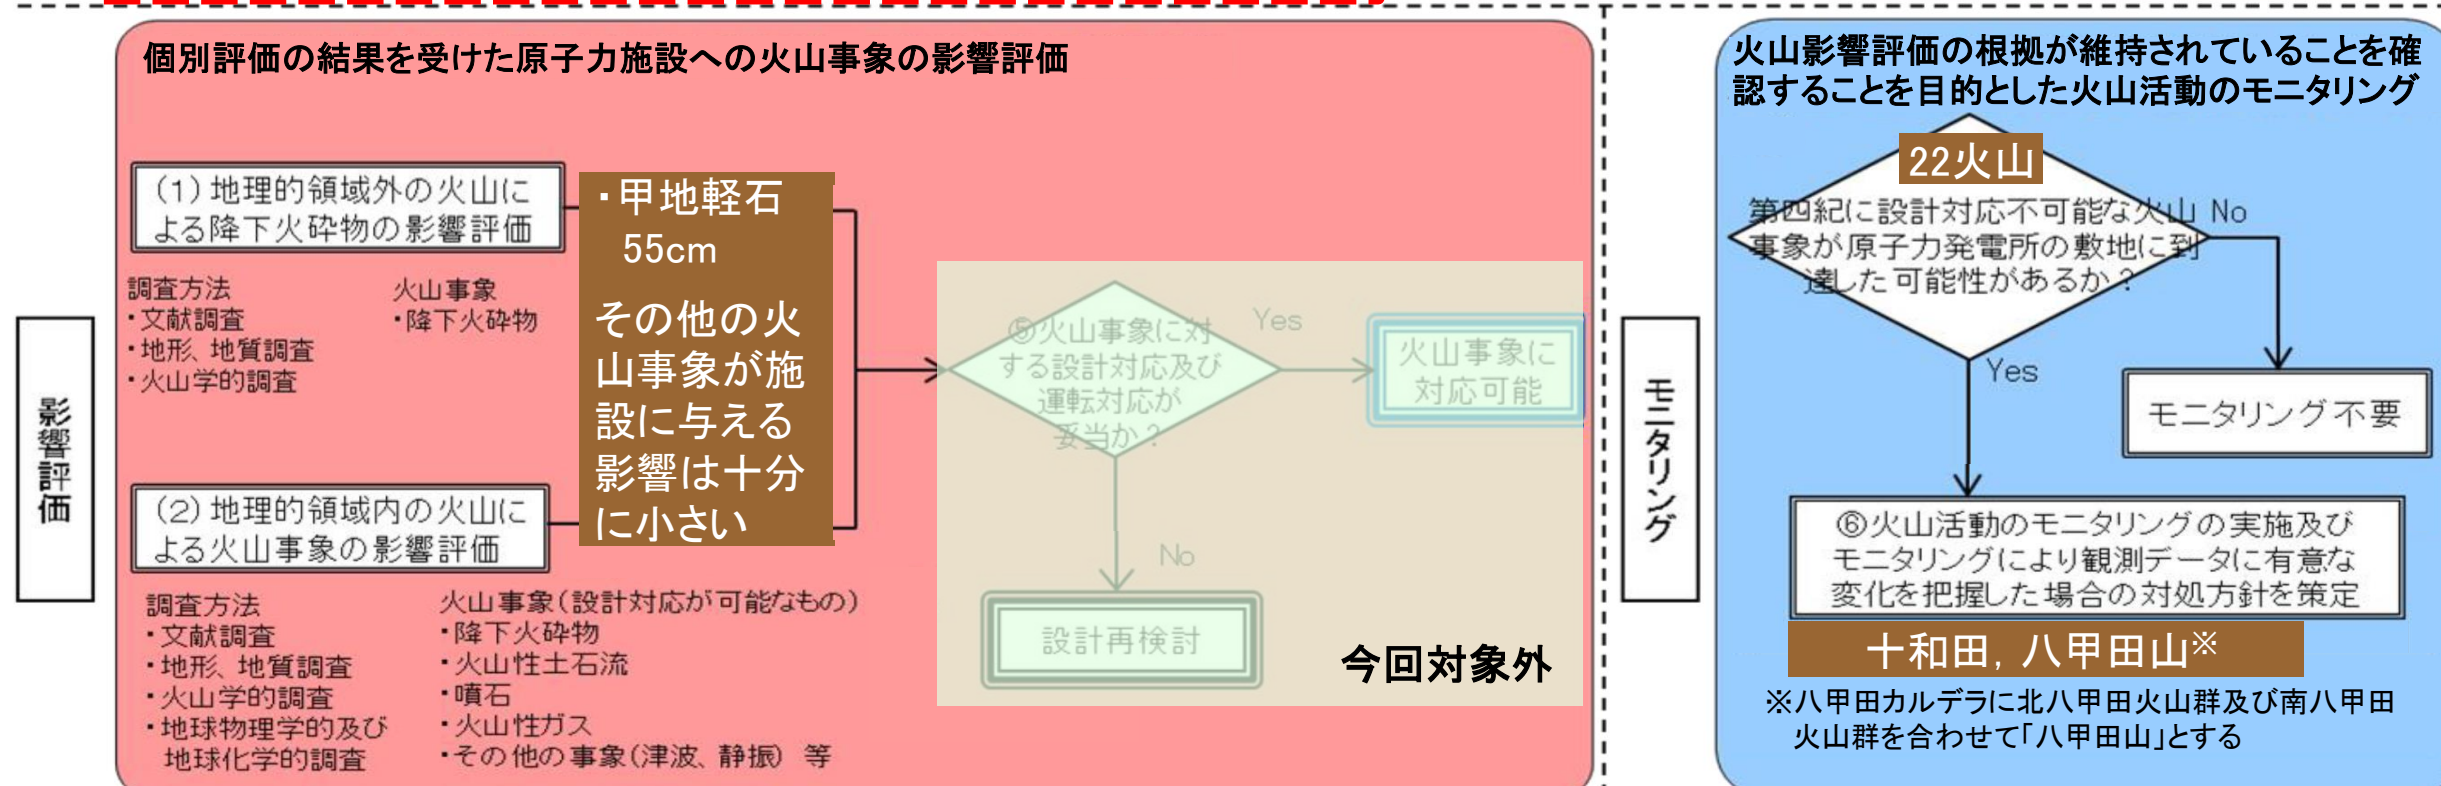 個別評価の結果を受けた原子力施設への火山事象の影響評価
影響評価
(1)地理的領域外の火山に
よる降下火砕物の影響評価
調査方法
・文献調査
・地形、地質調査
・火山学的調査
火山事象
・降下火砕物
(2)地理的領域内の火山に
よる火山事象の影響評価
調査方法
・文献調査
・地形、地質調査
・火山学的調査
・地球物理学的及び
地球化学的調査
火山事象(設計対応が可能なもの)
・降下火砕物
・火山性土石流
・噴石
・火山性ガス
・その他の事象(津波、静振) 等
・甲地軽石
55cm
その他の火
山事象が施
設に与える
影響は十分
に小さい
⑤火山事象に対
する設計対応及び
運転対応が
妥当か?
Yes
火山事象に
対応可能
No
設計再検討
今回対象外
モニタリング
火山影響評価の根拠が維持されていることを確
認することを目的とした火山活動のモニタリング
22火山
第四紀に設計対応不可能な火山
事象が原子力発電所の敷地に到
達した可能性があるか?
No
Yes
モニタリング不要
⑥火山活動のモニタリングの実施及び
モニタリングにより観測データに有意な
変化を把握した場合の対処方針を策定
十和田,八甲田山※
※八甲田カルデラに北八甲田火山群及び南八甲田
火山群を合わせて「八甲田山」とする